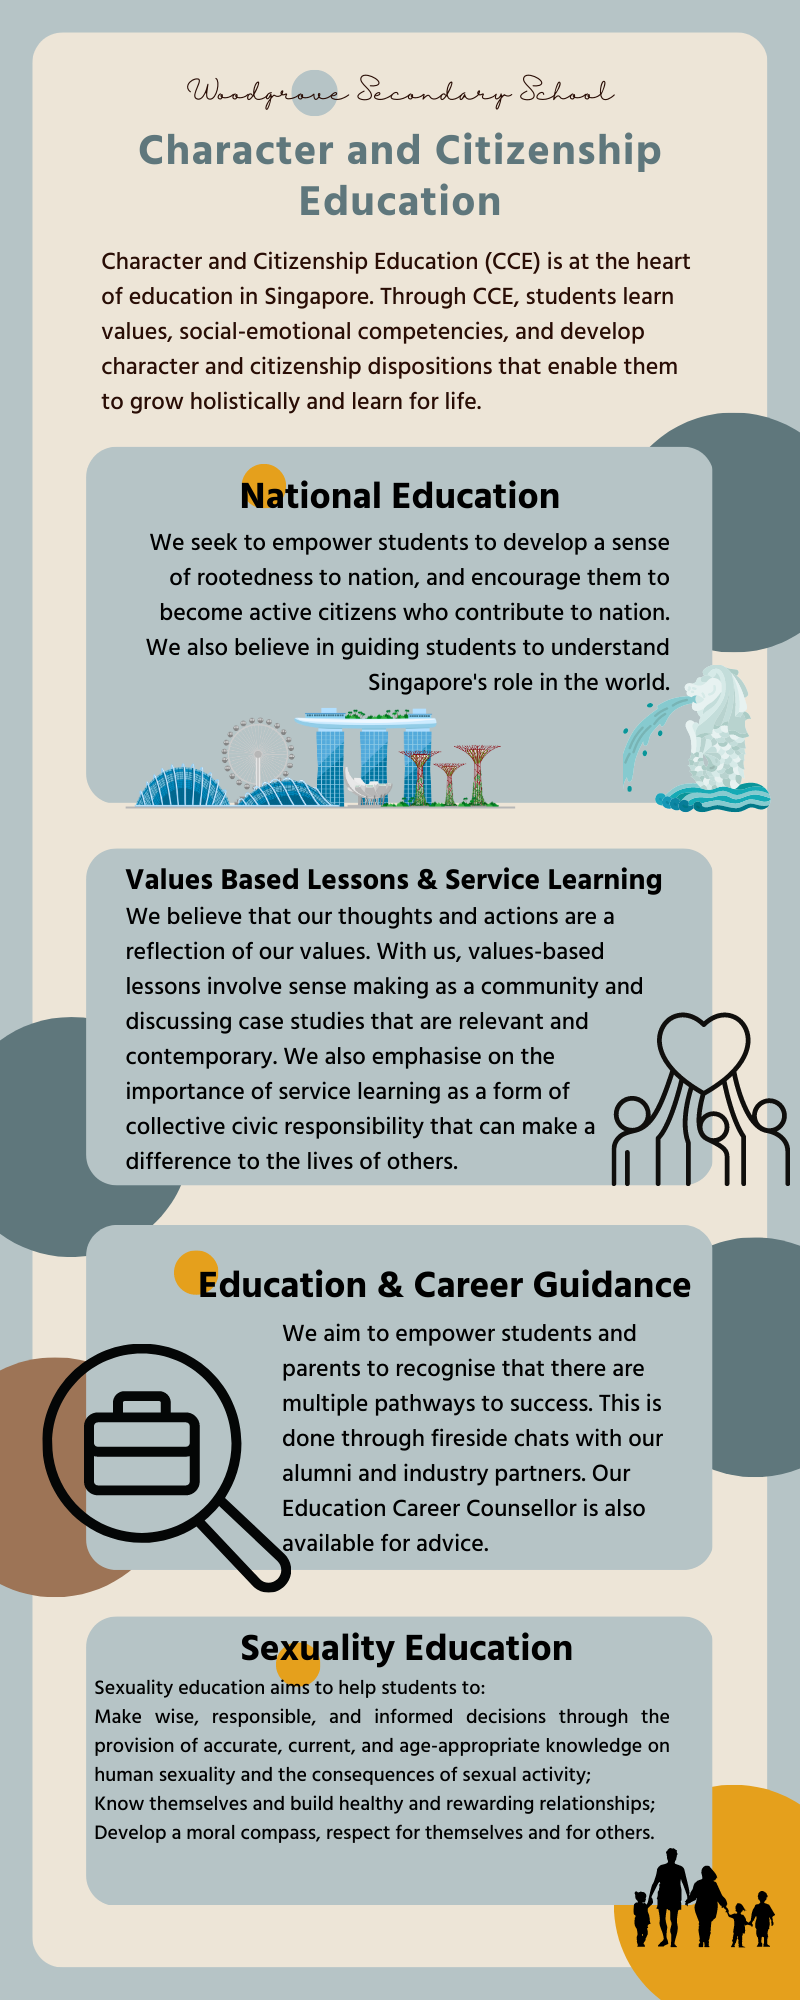 Woodgrove Secondary School
Character and Citizenship
Education
Character and Citizenship Education (CCE) is at the heart
of education in Singapore. Through CCE, students learn
values, social-emotional competencies, and develop
character and citizenship dispositions that enable them
to grow holistically and learn for life.
National Education
We seek to empower students to develop a sense
of rootedness to nation, and encourage them to
become active citizens who contribute to nation.
We also believe in guiding students to understand
Singapore's role in the world.
Values Based Lessons & Service Learning
We believe that our thoughts and actions are a
reflection of our values. With us, values-based
lessons involve sense making as a community and
discussing case studies that are relevant and
contemporary. We also emphasise on the
importance of service learning as a form of
collective civic responsibility that can make a
difference to the lives of others.
Education & Career Guidance
We aim to empower students and
parents to recognise that there are
multiple pathways to success. This is
done through fireside chats with our
alumni and industry partners. Our
Education Career Counsellor is also
available for advice.
Sexuality Education
Sexuality education aims to help students to:
Make wise, responsible, and informed decisions through the
provision of accurate, current, and age-appropriate knowledge on
human sexuality and the consequences of sexual activity;
Know themselves and build healthy and rewarding relationships;
Develop a moral compass, respect for themselves and for others.